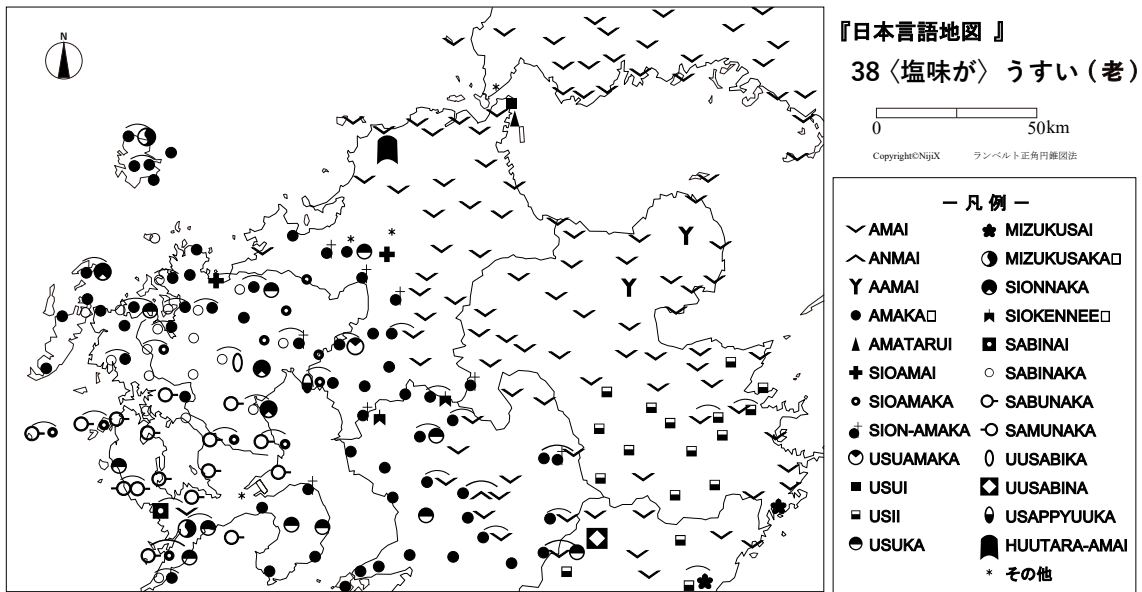 N
『日本言語地図 』
38〈塩味が〉うすい（老）
0 50km
Copyright©NijiX ランベルト正角円錐図法
― 凡 例 ―
AMAI
ANMAI
AAMAI
AMAKA□
AMATARUI
SIOAMAI
SIOAMAKA
SION-AMAKA
USUAMAKA
USUI
USII
USUKA
MIZUKUSAI
MIZUKUSAKA□
SIONNAKA
SIOKENNEE□
SABINAI
SABINAKA
SABUNAKA
SAMUNAKA
UUSABIKA
UUSABINA
USAPPYUUKA
HUUTARA-AMAI
その他